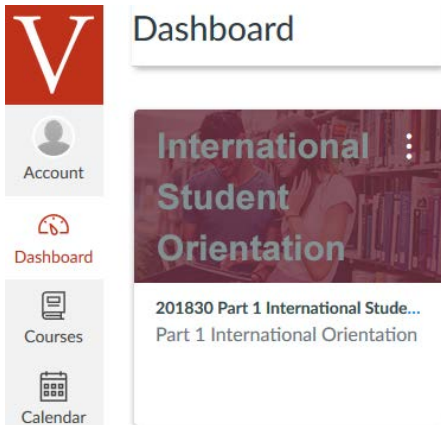 V
Dashboard
Account
Dashboard
Courses
Calendar
International
Student
Orientation
201830 Part 1 International Stude...
Part 1 International Orientation